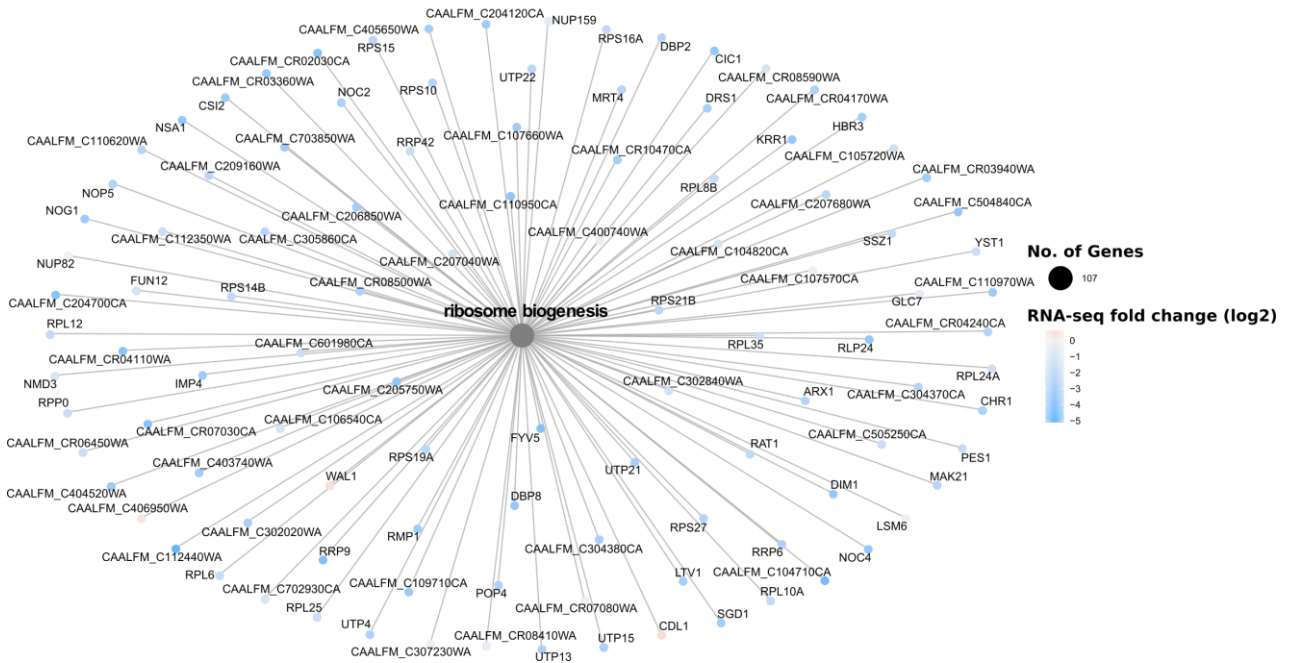 CAALFM_C204120CA
NUP159
CAALFM_C405650WA
RPS15
RPS16A
DBP2
CAALFM_CR02030CA
CIC1
CAALFM_CR03360WA
CAALFM_CR08590WA
UTP22
NOC2
RPS10
MRT4
DRS1
CAALFM_CR04170WA
CSI2
NSA1
HBR3
CAALFM_C703850WA
CAALFM_C107660WA
KRR1
CAALFM_C110620WA
RRP42
CAALFM_CR10470CA
CAALFM_C105720WA
CAALFM_C209160WA
CAALFM_CR03940WA
NOP5
RPL8B
CAALFM_C110950CA
CAALFM_C207680WA
CAALFM_C504840CA
NOG1
CAALFM_C206850WA
CAALFM_C400740WA
CAALFM_C112350WA
CAALFM_C305860CA
CAALFM_C104820CA
SSZ1
YST1
NUP82
CAALFM_C207040WA
FUN12
RPS14B
CAALFM_CR08500WA
CAALFM_C107570CA
CAALFM_C110970WA
CAALFM_C204700CA
RPS21B
GLC7
ribosome biogenesis
RPL12
CAALFM_CR04240CA
CAALFM_C601980CA
RPL35
RLP24
CAALFM_CR04110WA
NMD3
IMP4
CAALFM_C205750WA
CAALFM_C302840WA
RPL24A
RPP0
ARX1
CAALFM_C304370CA
CHR1
CAALFM_C106540CA
CAALFM_CR06450WA
CAALFM_CR07030CA
FYV5
CAALFM_C505250CA
RAT1
PES1
CAALFM_C403740WA
RPS19A
UTP21
WAL1
CAALFM_C404520WA
DIM1
MAK21
CAALFM_C406950WA
DBP8
CAALFM_C302020WA
RMP1
RPS27
LSM6
CAALFM_C112440WA
RRP9
CAALFM_C304380CA
RRP6
NOC4
RPL6
CAALFM_C109710CA
LTV1
CAALFM_C104710CA
CAALFM_C702930CA
POP4
RPL10A
RPL25
CAALFM_CR07080WA
SGD1
UTP4
CDL1
CAALFM_CR08410WA
UTP15
CAALFM_C307230WA
UTP13
No. of Genes
107
RNA-seq fold change (log2)
0
−1
−2
−3
−4
−5